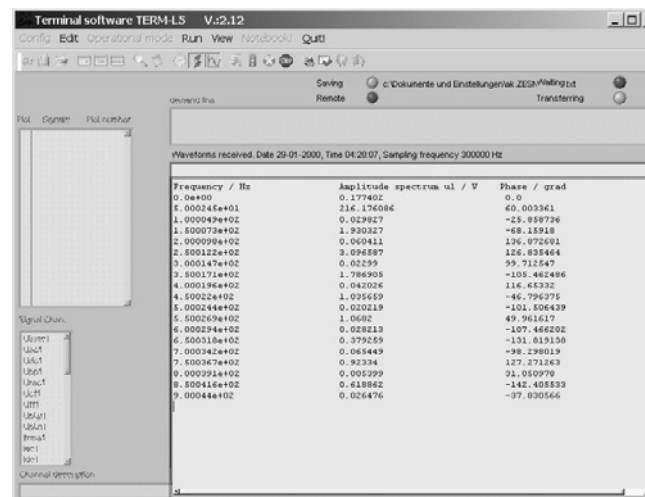 Terminal software TERM-L5 V.:2.12
Config Edit Operational mode Run View Notebook! Quit!
Saving c:\Dokumente und Einstellungen\ak.ZESM
Remote Transferring
Plot Signals Plot number
Waveforms received. Date 29-01-2000, Time 04:28:07, Sampling frequency 300000 Hz
Frequency / Hz Amplitude spectrum u1 / V Phase / grad
0.0e+00 0.177402 0.0
5.000245e+01 216.176086 60.003361
1.000049e+02 0.029827 -25.858736
1.500073e+02 1.930327 -68.15918
2.000098e+02 0.060411 136.072681
2.500122e+02 3.096587 126.835464
3.000147e+02 0.02299 99.712547
3.500171e+02 1.786905 -105.462486
4.000196e+02 0.042026 116.65332
4.50022e+02 1.035659 -46.796375
5.000244e+02 0.020219 -101.506439
5.500269e+02 1.0682 49.961617
6.000294e+02 0.028213 -107.466202
6.500318e+02 0.379259 -131.819138
7.000342e+02 0.065449 -98.298019
7.500367e+02 0.92334 127.271263
8.000391e+02 0.005399 31.050978
8.500416e+02 0.618862 -142.405533
9.00044e+02 0.026476 -37.830566
Signal Chan.
Channel description